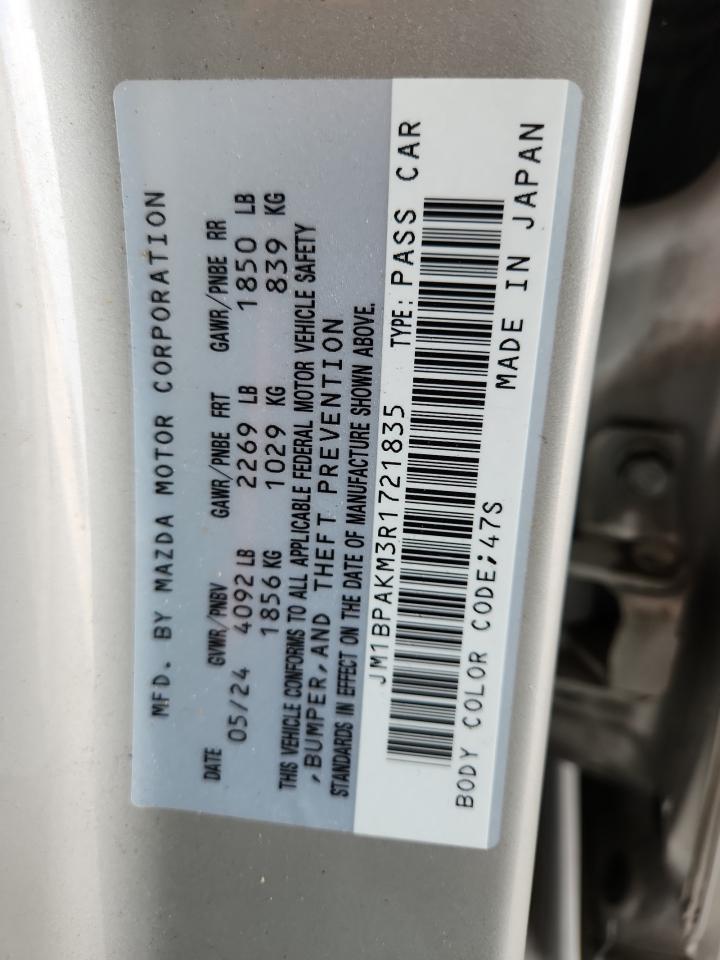 MFD. BY MAZDA MOTOR CORPORATION
DATE GVWR/PNBV GAWR/PNBE FRT GAWR/PNBE RR
05/24 4092 LB 2269 LB 1850 LB
1856 KG 1029 KG 839 KG
THIS VEHICLE CONFORMS TO ALL APPLICABLE FEDERAL MOTOR VEHICLE SAFETY
,BUMPER,AND THEFT PREVENTION
STANDARDS IN EFFECT ON THE DATE OF MANUFACTURE SHOWN ABOVE.
JM1BPAKM3R1721835 TYPE: PASS CAR
BODY COLOR CODE;47S MADE IN JAPAN